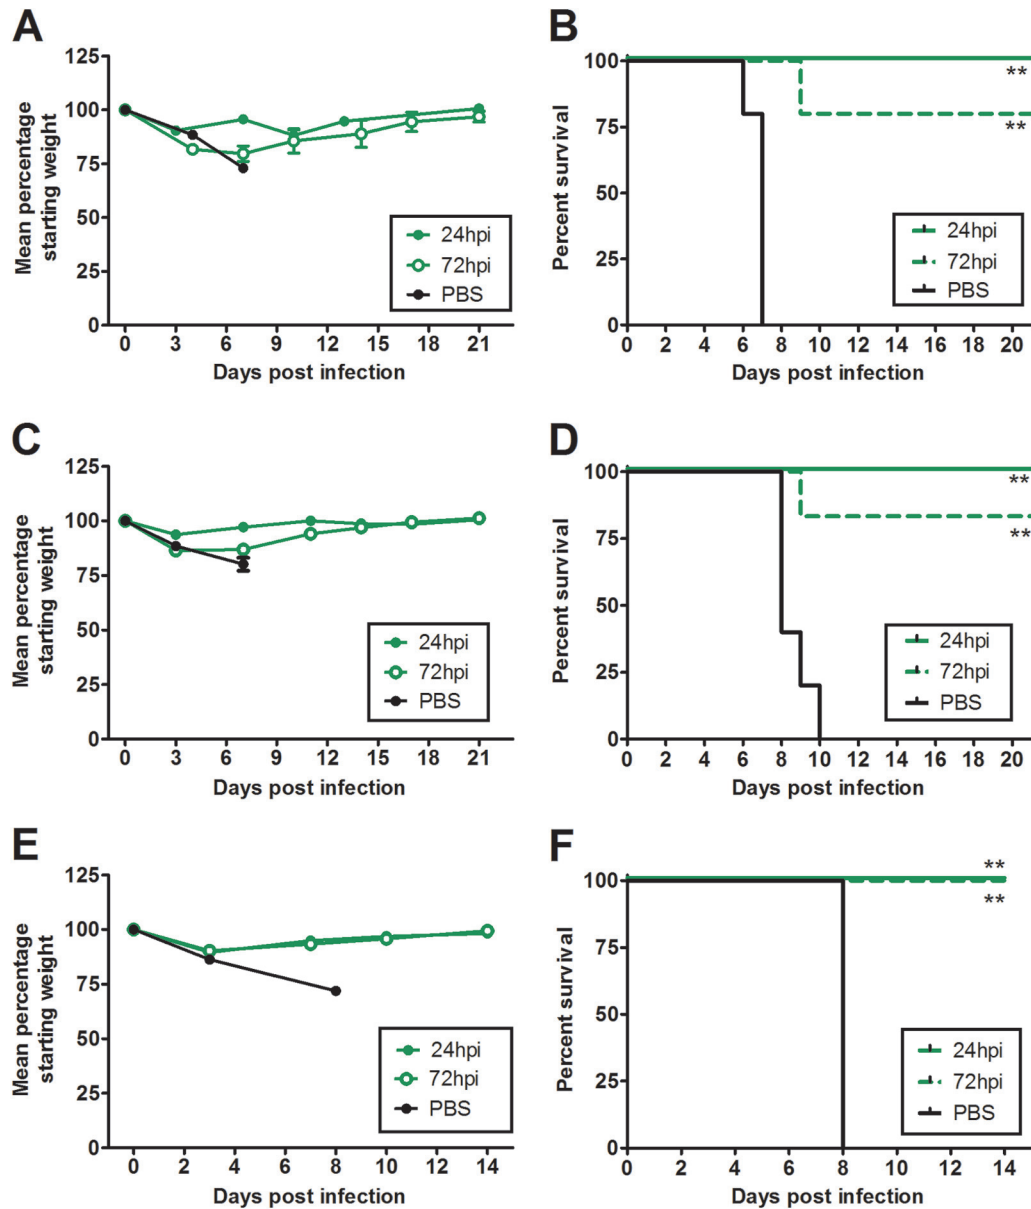 A
Mean percentage
starting weight
125
100
75
50
25
0
0 3 6 9 12 15 18 21
Days post infection
24hpi
72hpi
PBS
B
Percent survival
100
75
50
25
0
0 2 4 6 8 10 12 14 16 18 20
Days post infection
24hpi
72hpi
PBS
**
**
C
Mean percentage
starting weight
125
100
75
50
25
0
0 3 6 9 12 15 18 21
Days post infection
24hpi
72hpi
PBS
D
Percent survival
100
75
50
25
0
0 2 4 6 8 10 12 14 16 18 20
Days post infection
24hpi
72hpi
PBS
**
**
E
Mean percentage
starting weight
125
100
75
50
25
0
0 2 4 6 8 10 12 14
Days post infection
24hpi
72hpi
PBS
F
Percent survival
100
75
50
25
0
0 2 4 6 8 10 12 14
Days post infection
24hpi
72hpi
PBS
**
**